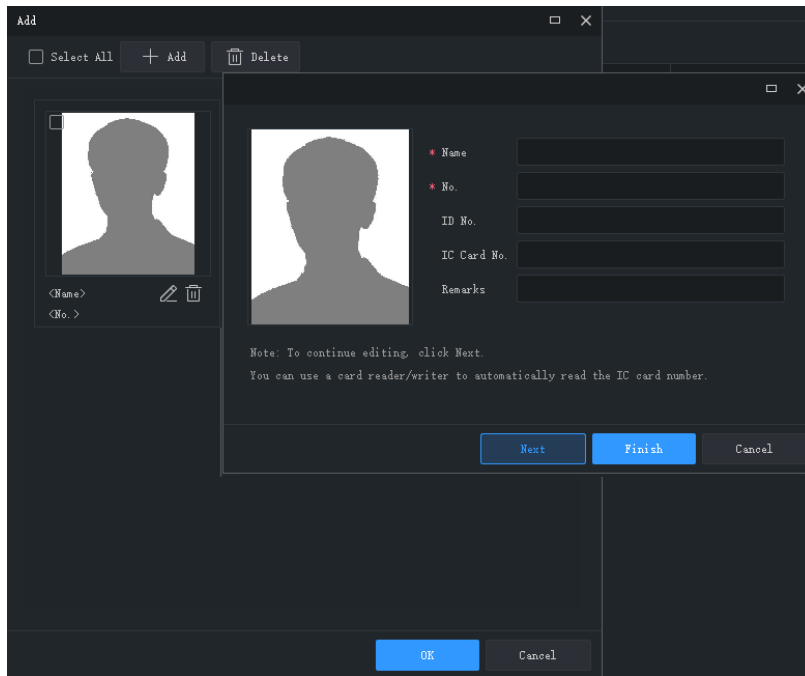 Add
Select All
Add
Delete
* Name
* No.
ID No.
IC Card No.
Remarks
<Name>
<No.>
Note: To continue editing, click Next.
You can use a card reader/writer to automatically read the IC card number.
Next
Finish
Cancel
OK
Cancel